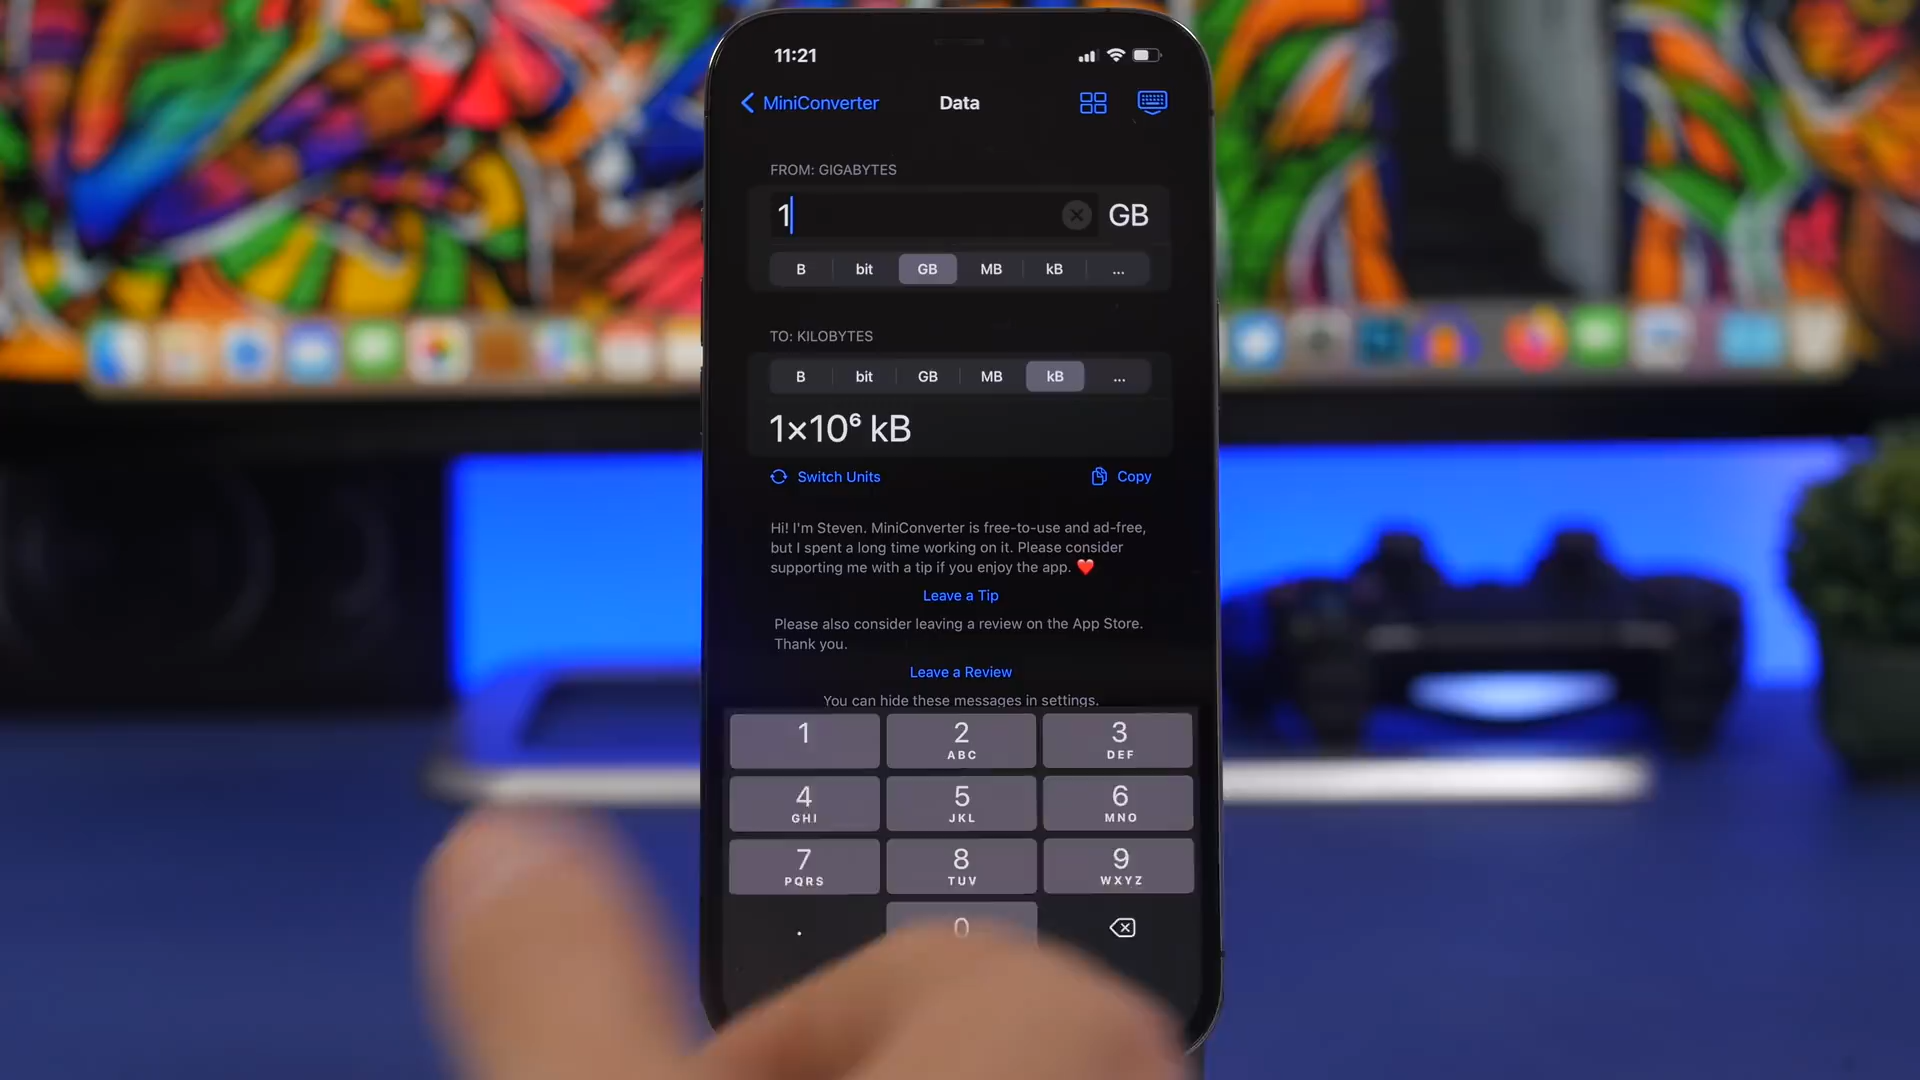 11:21
MiniConverter Data
FROM: GIGABYTES
1 GB
B bit GB MB kB ...
TO: KILOBYTES
B bit GB MB kB ...
1×10⁶ kB
Switch Units Copy
Hi! I'm Steven. MiniConverter is free-to-use and ad-free,
but I spent a long time working on it. Please consider
supporting me with a tip if you enjoy the app. ❤️
Leave a Tip
Please also consider leaving a review on the App Store.
Thank you.
Leave a Review
You can hide these messages in settings.
1 2 3
ABC DEF
4 5 6
GHI JKL MNO
7 8 9
PQRS TUV WXYZ
. 0